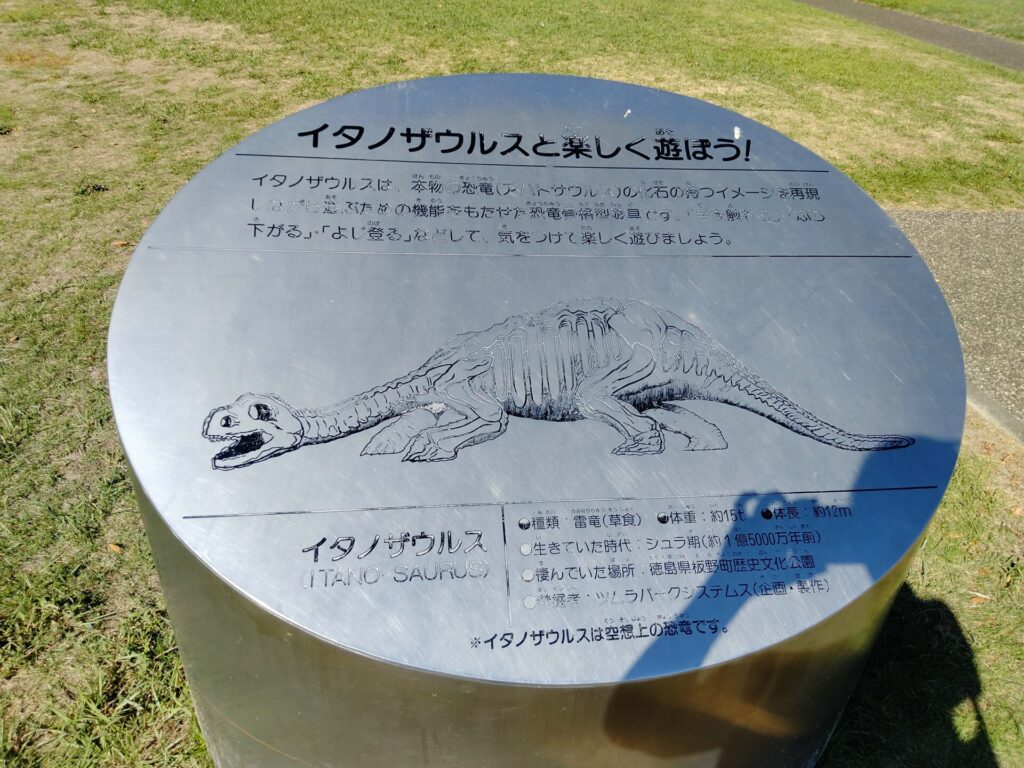 イタノザウルスと楽しく遊ぼう!
イタノザウルスは、本物の恐竜(アパトサウルス)の化石の持つイメージを再現
しながら遊ぶための機能をもたせた恐竜骨格型遊具です。「手を触れる」・「ぶら
下がる」・「よじ登る」などして、気をつけて楽しく遊びましょう。
イタノザウルス
(ITANO-SAURUS)
●種類:雷竜(草食) ●体重:約15t ●体長:約12m
●生きていた時代:ジュラ期(約1億5000万年前)
●棲んでいた場所:徳島県板野町歴史文化公園
●発掘者:ツムラパークシステムス(企画・製作)
※イタノザウルスは空想上の恐竜です。